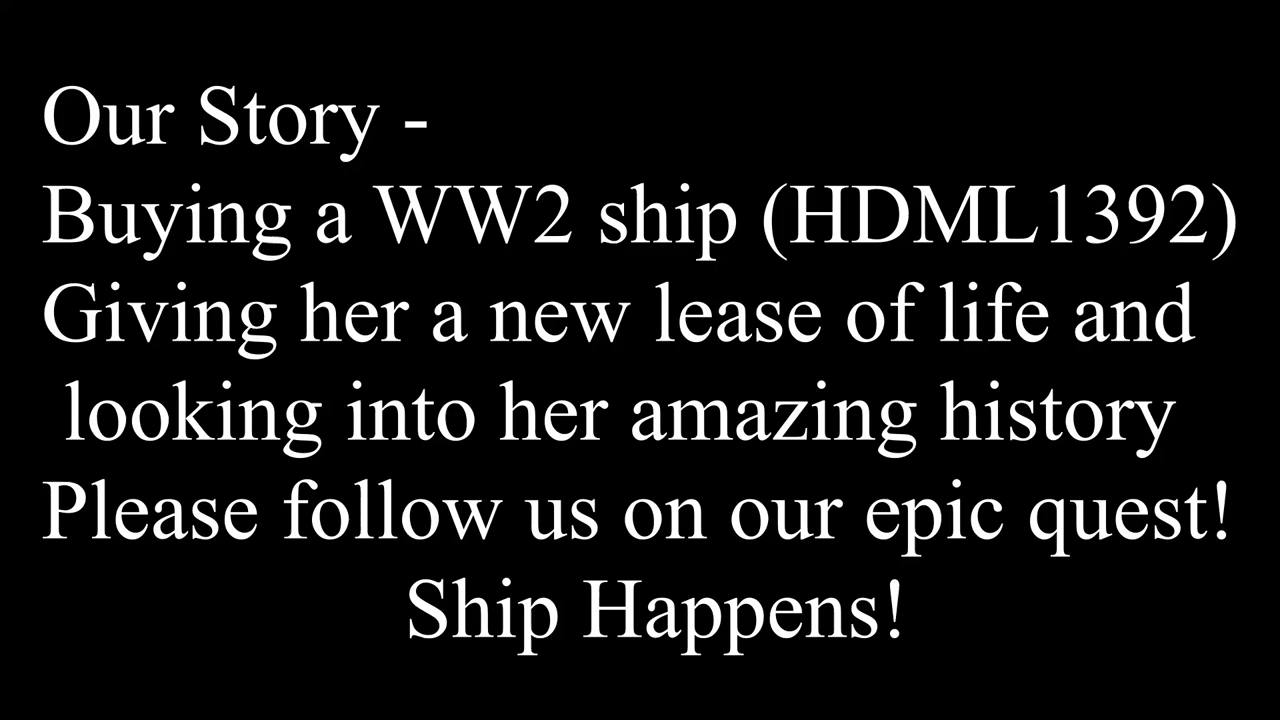 Our Story -
Buying a WW2 ship (HDML1392)
Giving her a new lease of life and
looking into her amazing history
Please follow us on our epic quest!
Ship Happens!